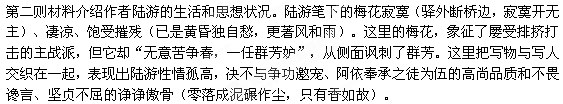 第二则材料介绍作者陆游的生活和思想状况。陆游笔下的梅花寂寞（驿外断桥边，寂寞开无
主）、凄凉、饱受摧残（已是黄昏独自愁，更著风和雨）。这里的梅花，象征了屡受排挤打
击的主战派，但它却“无意苦争春，一任群芳妒”，从侧面讽刺了群芳。这里把写物与写人
交织在一起，表现出陆游性情孤高，决不与争功邀宠、阿依奉承之徒为伍的高尚品质和不畏
谗言、坚贞不屈的铮铮傲骨（零落成泥碾作尘，只有香如故）。